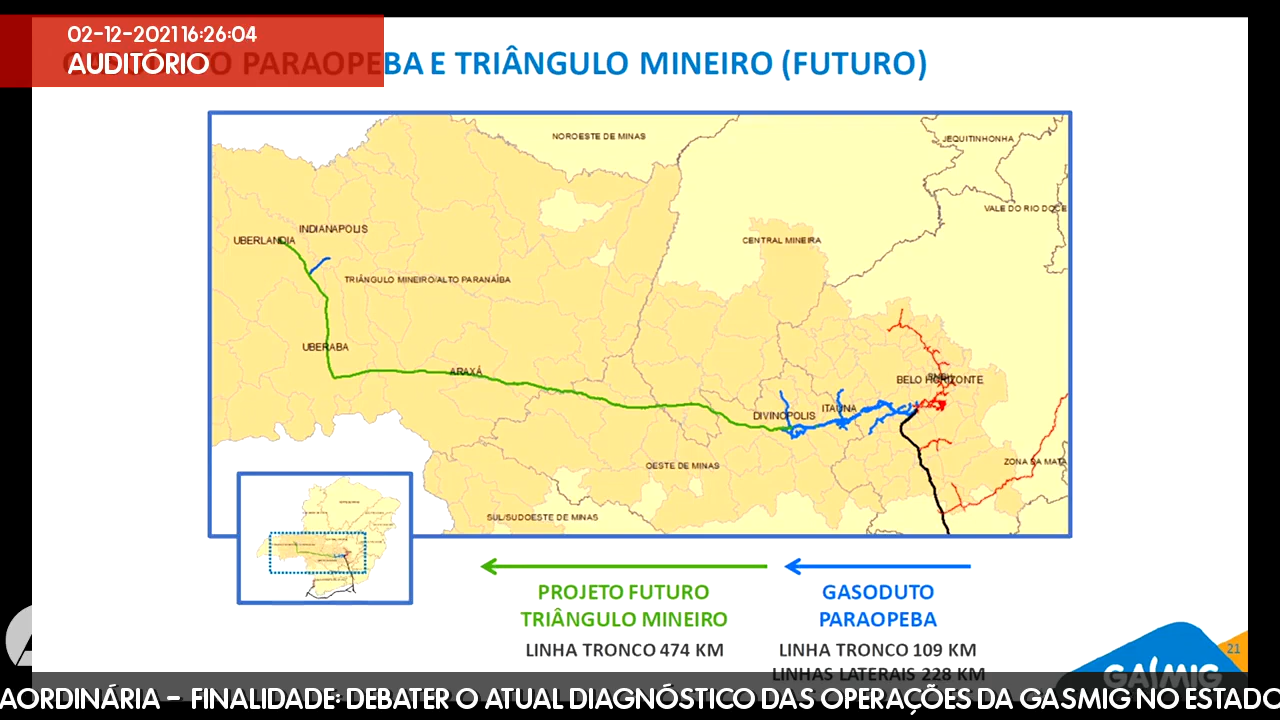 02-12-2021 16:26:04
AUDITÓRIO
PARAOPEBA E TRIÂNGULO MINEIRO (FUTURO)
NOROESTE DE MINAS
JEQUITINHONHA
VALE DO RIO DOCE
INDIANAPOLIS
UBERLANDIA
CENTRAL MINEIRA
TRIÂNGULO MINEIRO/ALTO PARANAÍBA
UBERABA
ARAXÁ
BELO HORIZONTE
DIVINOPOLIS
ITAUNA
OESTE DE MINAS
ZONA DA MATA
SUL/SUDOESTE DE MINAS
PROJETO FUTURO
TRIÂNGULO MINEIRO
LINHA TRONCO 474 KM
GASODUTO
PARAOPEBA
LINHA TRONCO 109 KM
LINHAS LATERAIS 228 KM
21
GASMIG
AORDINÁRIA - FINALIDADE: DEBATER O ATUAL DIAGNÓSTICO DAS OPERAÇÕES DA GASMIG NO ESTADO